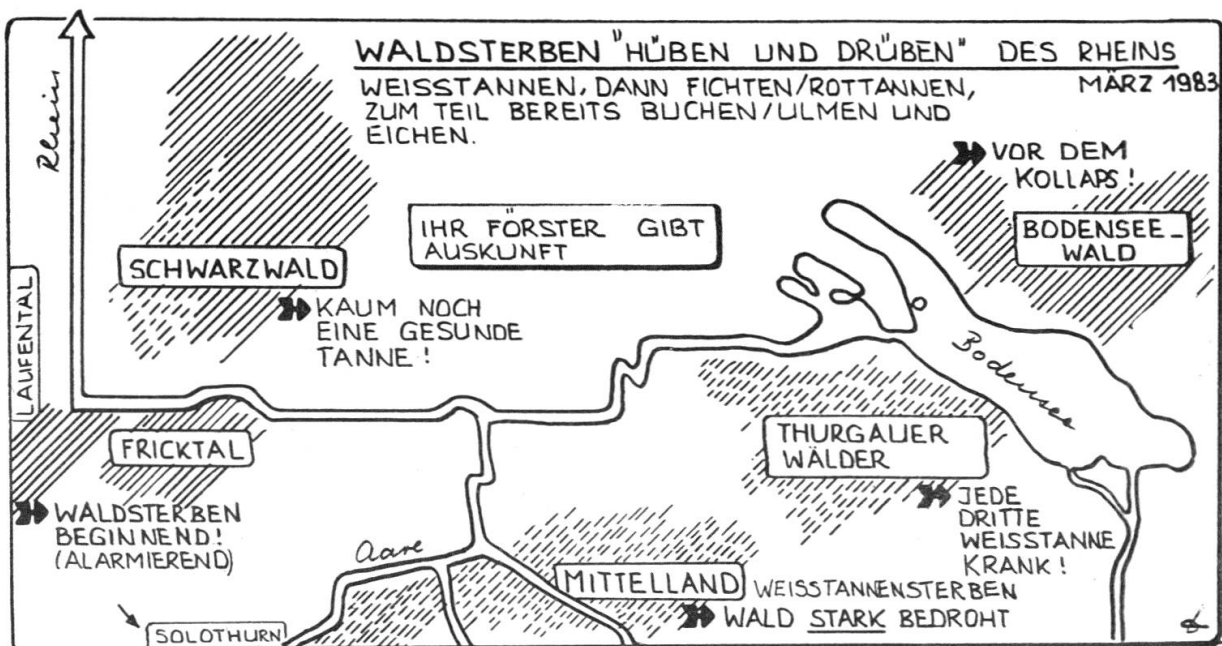 WALDSTERBEN "HÜBEN UND DRÜBEN" DES RHEINS
MÄRZ 1983
WEISSTANNEN, DANN FICHTEN/ROTTANNEN,
ZUM TEIL BEREITS BUCHEN/ULMEN UND
EICHEN.
Rhein
VOR DEM
KOLLAPS!
BODENSEE-
WALD
IHR FÖRSTER GIBT
AUSKUNFT
SCHWARZWALD
KAUM NOCH
EINE GESUNDE
TANNE!
LAUFENTAL
Bodensee
FRICKTAL
THURGAUER
WÄLDER
WALDSTERBEN
BEGINNEND!
(ALARMIEREND)
JEDE
DRITTE
WEISSTANNE
KRANK!
Aare
MITTELLAND WEISSTANNENSTERBEN
WALD STARK BEDROHT
SOLOTHURN